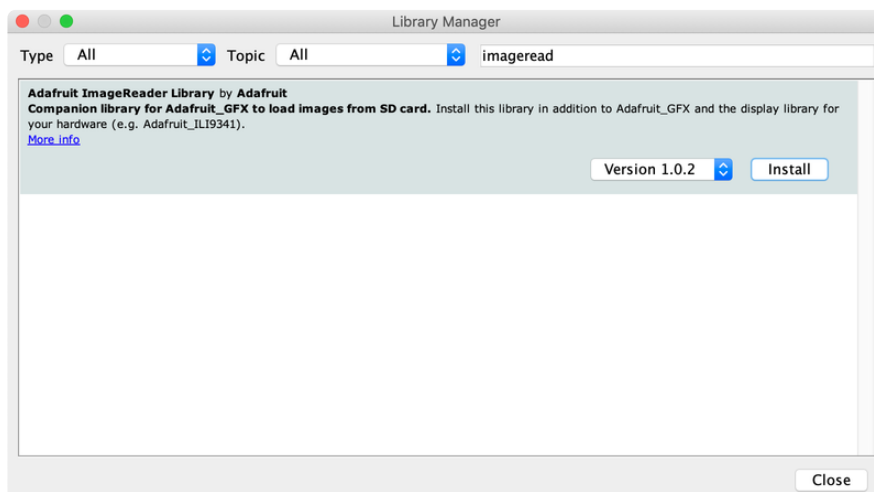 Library Manager
Type All Topic All imageread
Adafruit ImageReader Library by Adafruit
Companion library for Adafruit_GFX to load images from SD card. Install this library in addition to Adafruit_GFX and the display library for
your hardware (e.g. Adafruit_ILI9341).
More info
Version 1.0.2 Install
Close